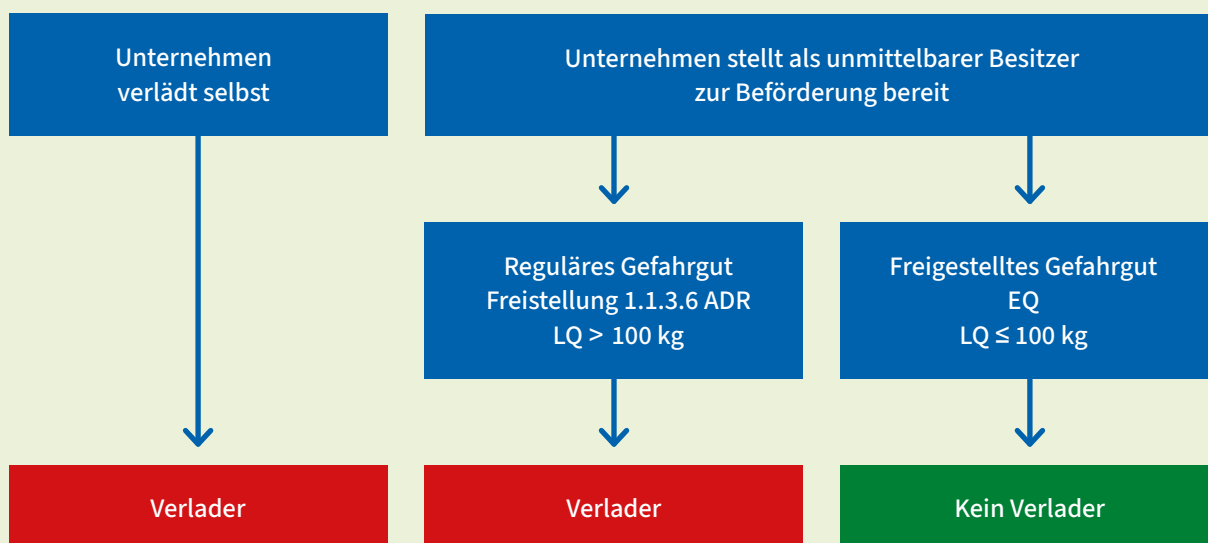 Unternehmen
verlädt selbst
Unternehmen stellt als unmittelbarer Besitzer
zur Beförderung bereit
Reguläres Gefahrgut
Freistellung 1.1.3.6 ADR
LQ > 100 kg
Freigestelltes Gefahrgut
EQ
LQ ≤ 100 kg
Verlader
Verlader
Kein Verlader